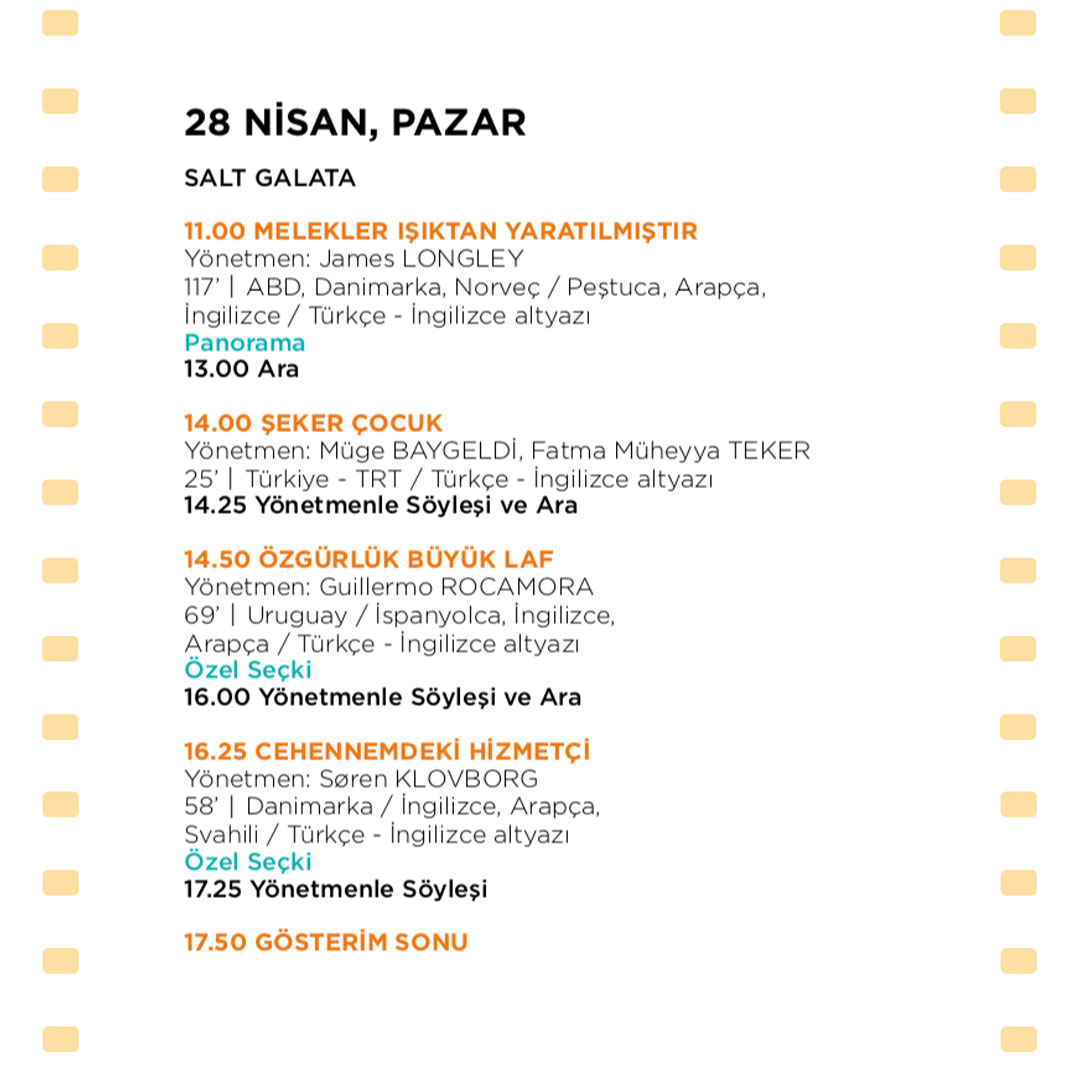 28 NİSAN, PAZAR
SALT GALATA
11.00 MELEKLER IŞIKTAN YARATILMIŞTIR
Yönetmen: James LONGLEY
117’ | ABD, Danimarka, Norveç / Peştuca, Arapça,
İngilizce / Türkçe - İngilizce altyazı
Panorama
13.00 Ara
14.00 ŞEKER ÇOCUK
Yönetmen: Müge BAYGELDİ, Fatma Müheyya TEKER
25’ | Türkiye - TRT / Türkçe - İngilizce altyazı
14.25 Yönetmenle Söyleşi ve Ara
14.50 ÖZGÜRLÜK BÜYÜK LAF
Yönetmen: Guillermo ROCAMORA
69’ | Uruguay / İspanyolca, İngilizce,
Arapça / Türkçe - İngilizce altyazı
Özel Seçki
16.00 Yönetmenle Söyleşi ve Ara
16.25 CEHENNEMDEKİ HİZMETÇİ
Yönetmen: Søren KLOVBORG
58’ | Danimarka / İngilizce, Arapça,
Svahili / Türkçe - İngilizce altyazı
Özel Seçki
17.25 Yönetmenle Söyleşi
17.50 GÖSTERİM SONU